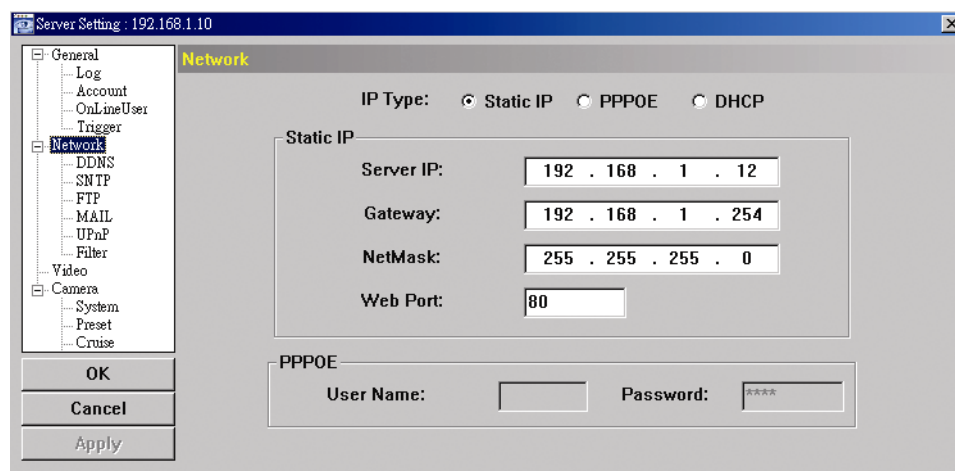 Server Setting : 192.168.1.10
General
Log
Account
OnLineUser
Trigger
Network
DDNS
SNTP
FTP
MAIL
UPnP
Filter
Video
Camera
System
Preset
Cruise
OK
Cancel
Apply
Network
IP Type: Static IP PPPOE DHCP
Static IP
Server IP: 192 . 168 . 1 . 12
Gateway: 192 . 168 . 1 . 254
NetMask: 255 . 255 . 255 . 0
Web Port: 80
PPPOE
User Name: Password: ****